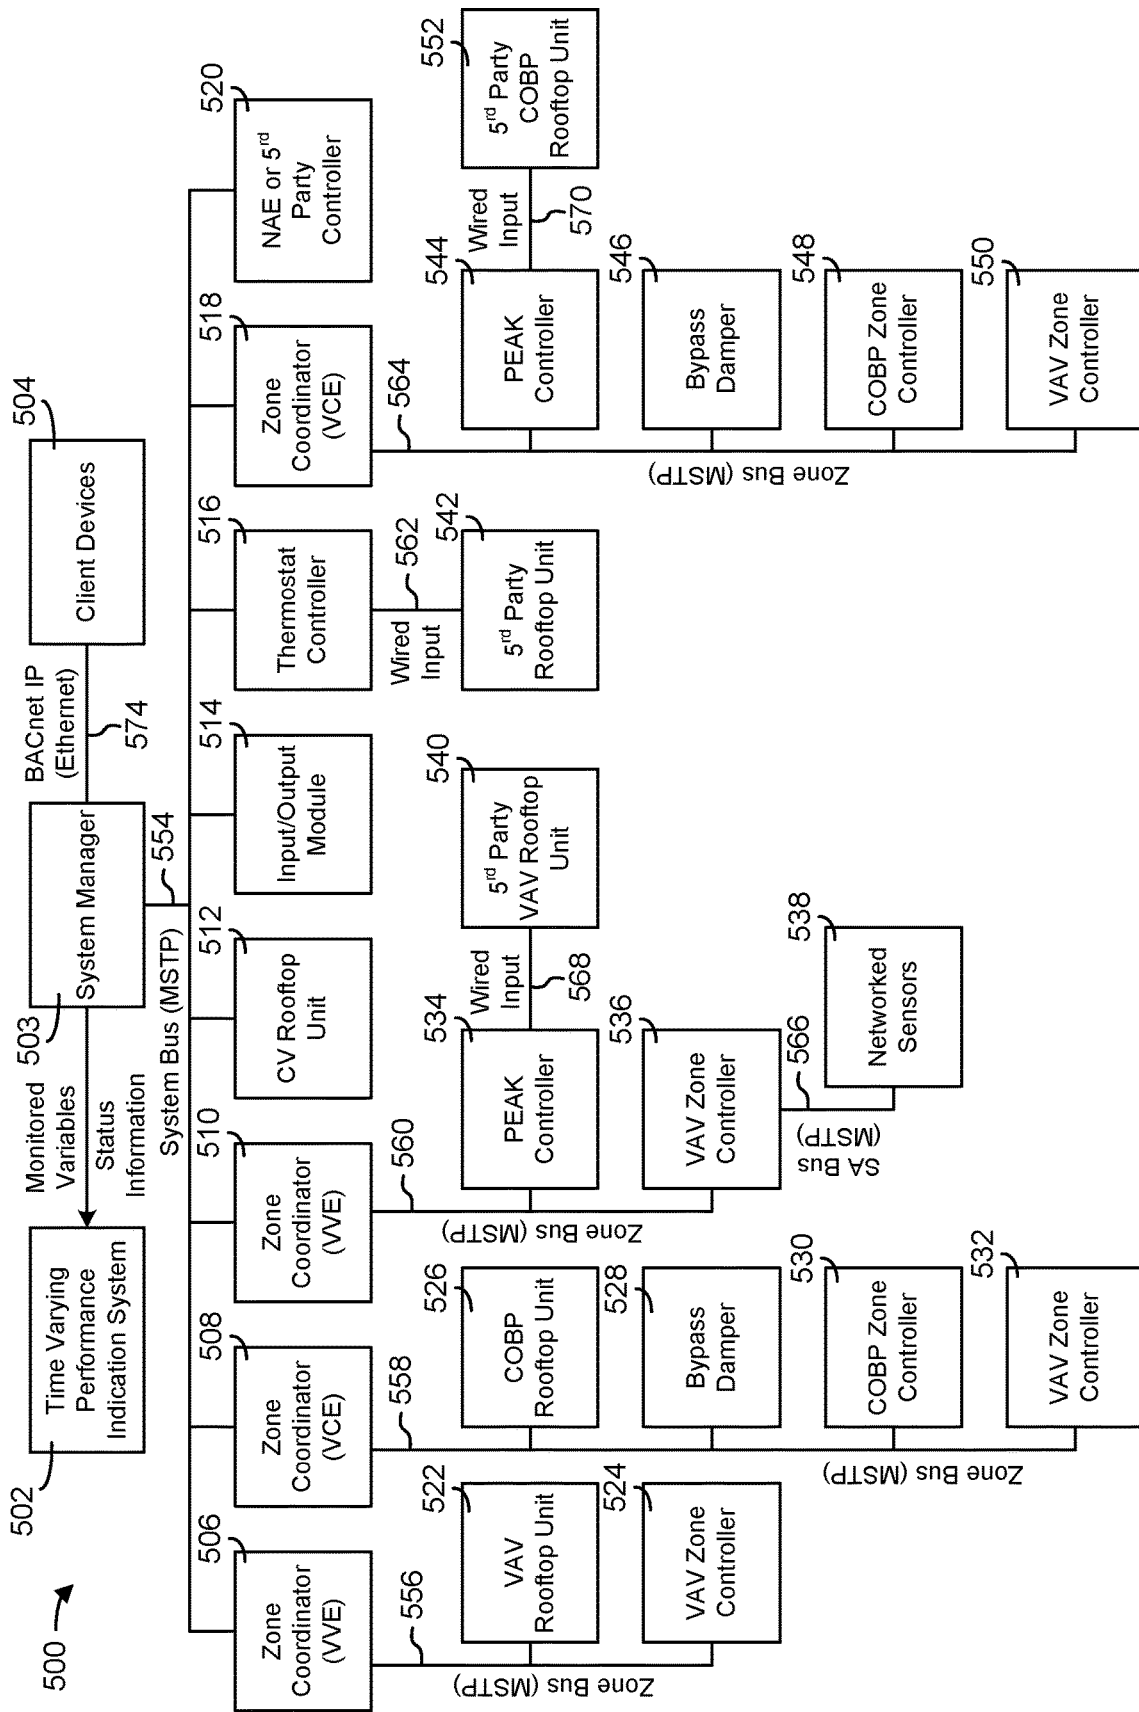 500
502
Time Varying
Performance
Indication System
Monitored
Variables
Status
Information
503
System Manager
BACnet IP
(Ethernet)
574
504
Client Devices
System Bus (MSTP)
554
506
Zone
Coordinator
(VVE)
508
Zone
Coordinator
(VCE)
510
Zone
Coordinator
(VVE)
512
CV Rooftop
Unit
514
Input/Output
Module
516
Thermostat
Controller
518
Zone
Coordinator
(VCE)
520
NAE or 5rd
Party
Controller
556
Zone Bus (MSTP)
522
VAV
Rooftop Unit
524
VAV Zone
Controller
558
Zone Bus (MSTP)
526
COBP
Rooftop Unit
528
Bypass
Damper
530
COBP Zone
Controller
532
VAV Zone
Controller
560
Zone Bus (MSTP)
534
PEAK
Controller
Wired
Input
568
540
5rd Party
VAV Rooftop
Unit
536
VAV Zone
Controller
SA Bus
(MSTP)
566
538
Networked
Sensors
Wired
Input
562
542
5rd Party
Rooftop Unit
564
Zone Bus (MSTP)
544
PEAK
Controller
Wired
Input
570
552
5rd Party
COBP
Rooftop Unit
546
Bypass
Damper
548
COBP Zone
Controller
550
VAV Zone
Controller